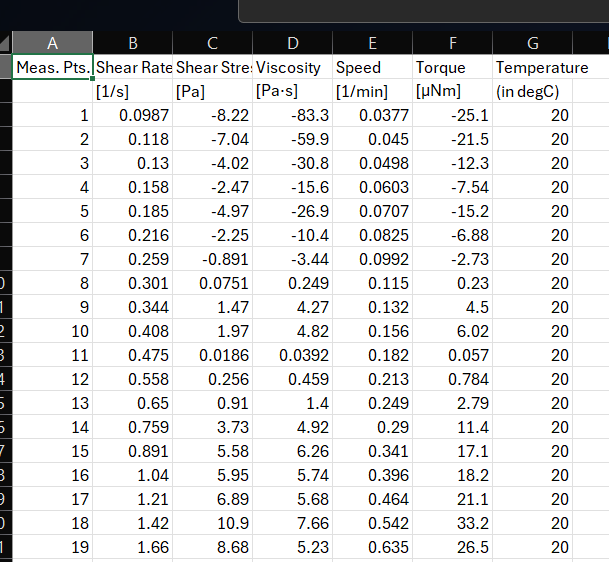 A B C D E F G
Meas. Pts. Shear Rate Shear Stre Viscosity Speed Torque Temperature
[1/s] [Pa] [Pa·s] [1/min] [µNm] (in degC)
1 0.0987 -8.22 -83.3 0.0377 -25.1 20
2 0.118 -7.04 -59.9 0.045 -21.5 20
3 0.13 -4.02 -30.8 0.0498 -12.3 20
4 0.158 -2.47 -15.6 0.0603 -7.54 20
5 0.185 -4.97 -26.9 0.0707 -15.2 20
6 0.216 -2.25 -10.4 0.0825 -6.88 20
7 0.259 -0.891 -3.44 0.0992 -2.73 20
8 0.301 0.0751 0.249 0.115 0.23 20
9 0.344 1.47 4.27 0.132 4.5 20
10 0.408 1.97 4.82 0.156 6.02 20
11 0.475 0.0186 0.0392 0.182 0.057 20
12 0.558 0.256 0.459 0.213 0.784 20
13 0.65 0.91 1.4 0.249 2.79 20
14 0.759 3.73 4.92 0.29 11.4 20
15 0.891 5.58 6.26 0.341 17.1 20
16 1.04 5.95 5.74 0.396 18.2 20
17 1.21 6.89 5.68 0.464 21.1 20
18 1.42 10.9 7.66 0.542 33.2 20
19 1.66 8.68 5.23 0.635 26.5 20